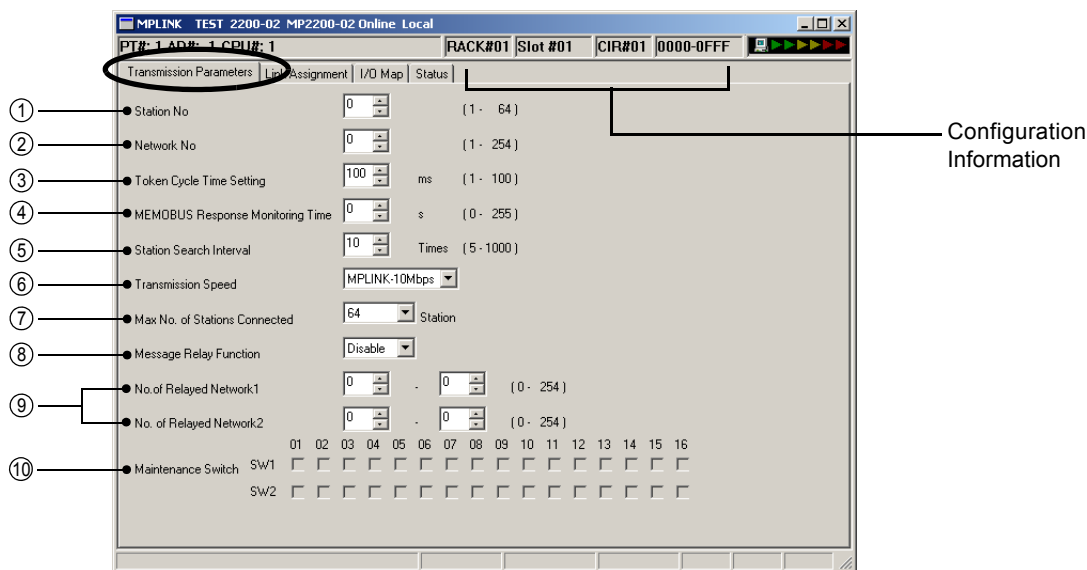 MPLINK TEST 2200-02 MP2200-02 Online Local
PT#: 1 AD#: 1 CPU#: 1 RACK#01 Slot #01 CIR#01 0000-0FFF
Transmission Parameters Link Assignment I/O Map Status
① Station No 0 (1 - 64)
② Network No 0 (1 - 254)
Configuration
Information
③ Token Cycle Time Setting 100 ms (1 - 100)
④ MEMOBUS Response Monitoring Time 0 s (0 - 255)
⑤ Station Search Interval 10 Times (5 - 1000)
⑥ Transmission Speed MPLINK-10Mbps
⑦ Max No. of Stations Connected 64 Station
⑧ Message Relay Function Disable
⑨ No.of Relayed Network1 0 - 0 (0 - 254)
No. of Relayed Network2 0 - 0 (0 - 254)
01 02 03 04 05 06 07 08 09 10 11 12 13 14 15 16
⑩ Maintenance Switch SW1
SW2